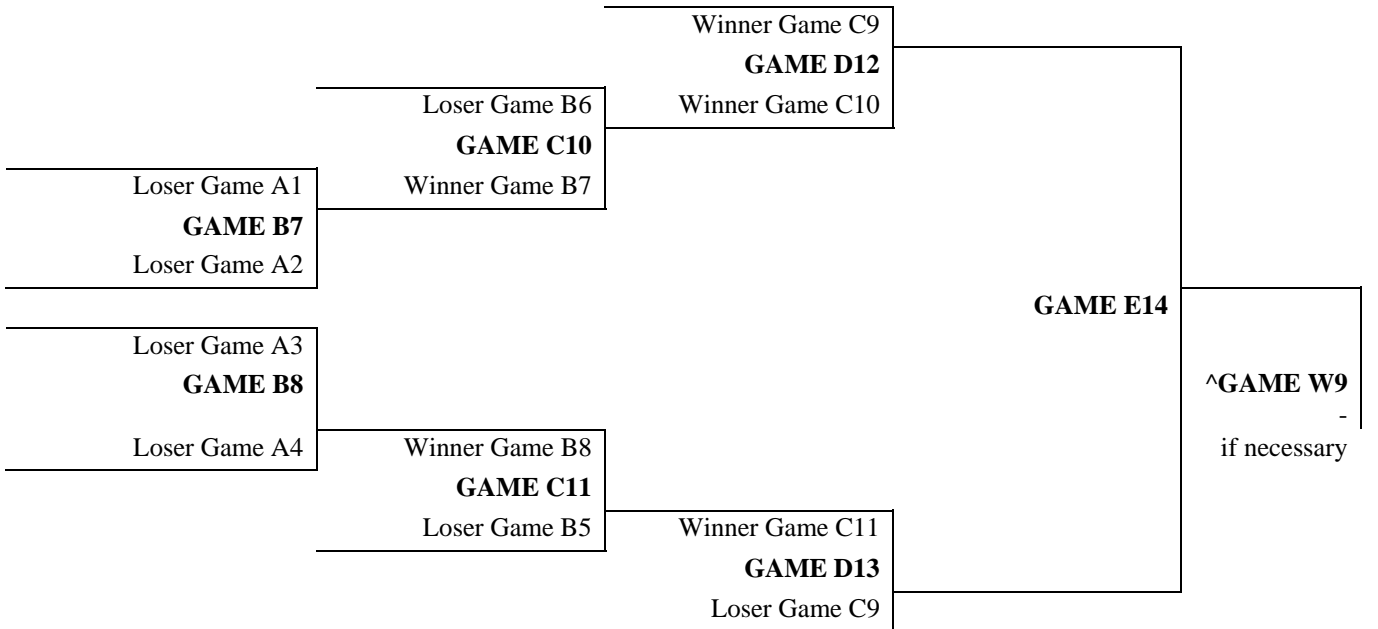 Winner Game C9
GAME D12
Loser Game B6
Winner Game C10
GAME C10
Loser Game A1
Winner Game B7
GAME B7
Loser Game A2
GAME E14
Loser Game A3
GAME B8
^GAME W9
-
Loser Game A4
Winner Game B8
if necessary
GAME C11
Loser Game B5
Winner Game C11
GAME D13
Loser Game C9